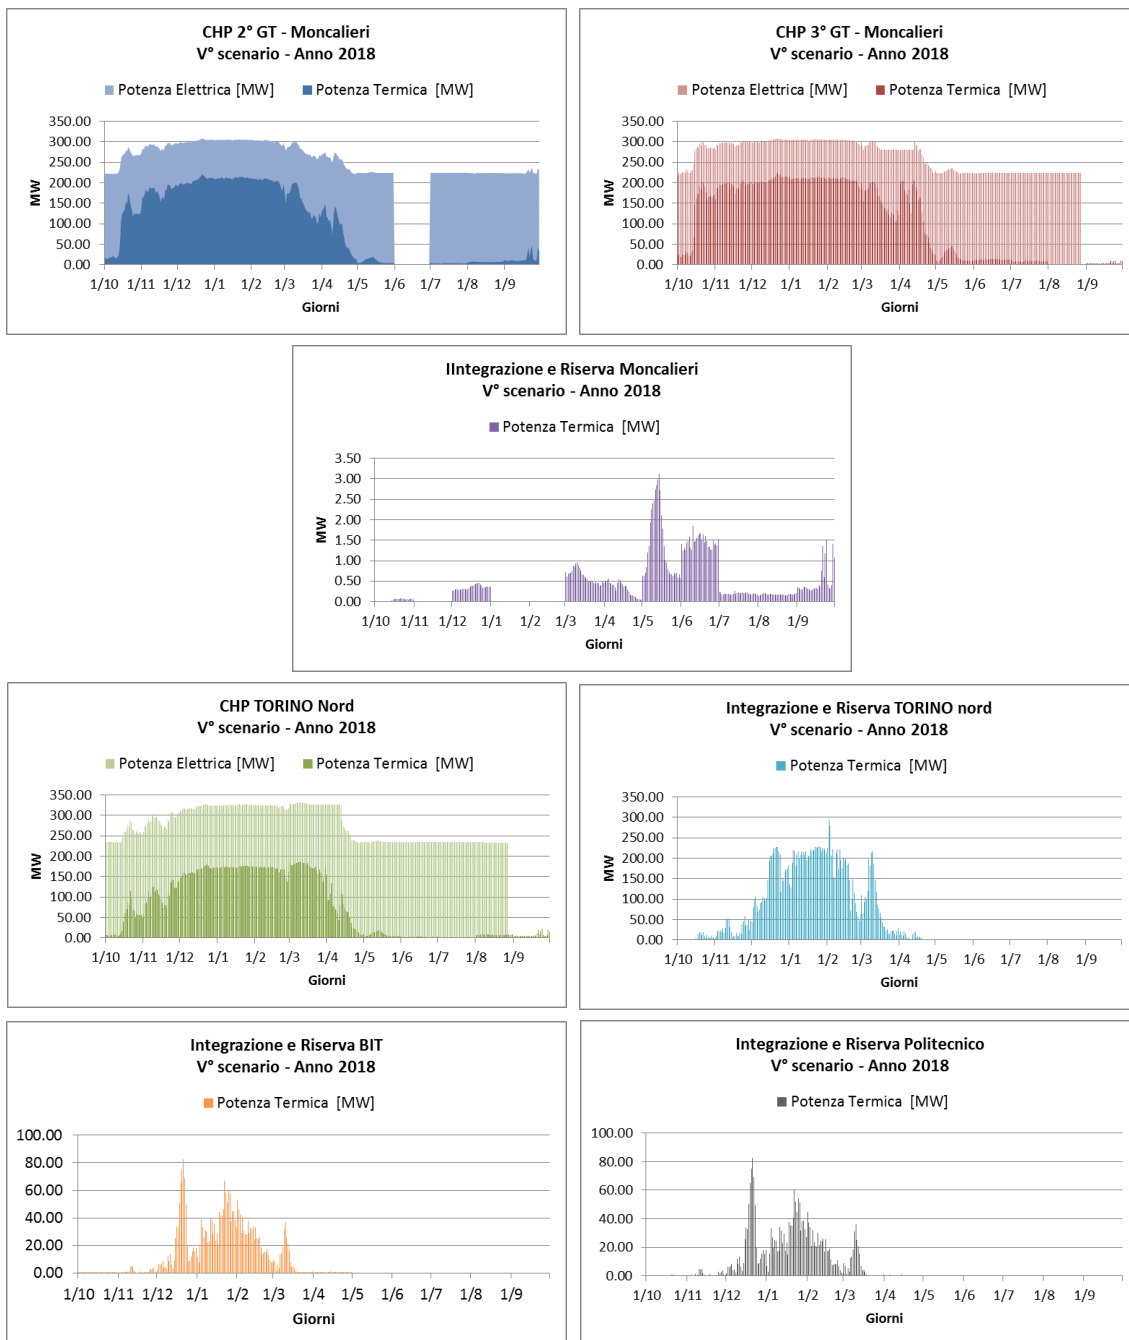 CHP 2° GT - Moncalieri
V° scenario - Anno 2018
Potenza Elettrica [MW] Potenza Termica [MW]
350.00
300.00
250.00
200.00
150.00
100.00
50.00
0.00
MW
1/10 1/11 1/12 1/1 1/2 1/3 1/4 1/5 1/6 1/7 1/8 1/9
Giorni
CHP 3° GT - Moncalieri
V° scenario - Anno 2018
Potenza Elettrica [MW] Potenza Termica [MW]
350.00
300.00
250.00
200.00
150.00
100.00
50.00
0.00
MW
1/10 1/11 1/12 1/1 1/2 1/3 1/4 1/5 1/6 1/7 1/8 1/9
Giorni
IIntegrazione e Riserva Moncalieri
V° scenario - Anno 2018
Potenza Termica [MW]
3.50
3.00
2.50
2.00
1.50
1.00
0.50
0.00
MW
1/10 1/11 1/12 1/1 1/2 1/3 1/4 1/5 1/6 1/7 1/8 1/9
Giorni
CHP TORINO Nord
V° scenario - Anno 2018
Potenza Elettrica [MW] Potenza Termica [MW]
350.00
300.00
250.00
200.00
150.00
100.00
50.00
0.00
MW
1/10 1/11 1/12 1/1 1/2 1/3 1/4 1/5 1/6 1/7 1/8 1/9
Giorni
Integrazione e Riserva TORINO nord
V° scenario - Anno 2018
Potenza Termica [MW]
350.00
300.00
250.00
200.00
150.00
100.00
50.00
0.00
MW
1/10 1/11 1/12 1/1 1/2 1/3 1/4 1/5 1/6 1/7 1/8 1/9
Giorni
Integrazione e Riserva BIT
V° scenario - Anno 2018
Potenza Termica [MW]
100.00
80.00
60.00
40.00
20.00
0.00
MW
1/10 1/11 1/12 1/1 1/2 1/3 1/4 1/5 1/6 1/7 1/8 1/9
Giorni
Integrazione e Riserva Politecnico
V° scenario - Anno 2018
Potenza Termica [MW]
100.00
80.00
60.00
40.00
20.00
0.00
MW
1/10 1/11 1/12 1/1 1/2 1/3 1/4 1/5 1/6 1/7 1/8 1/9
Giorni